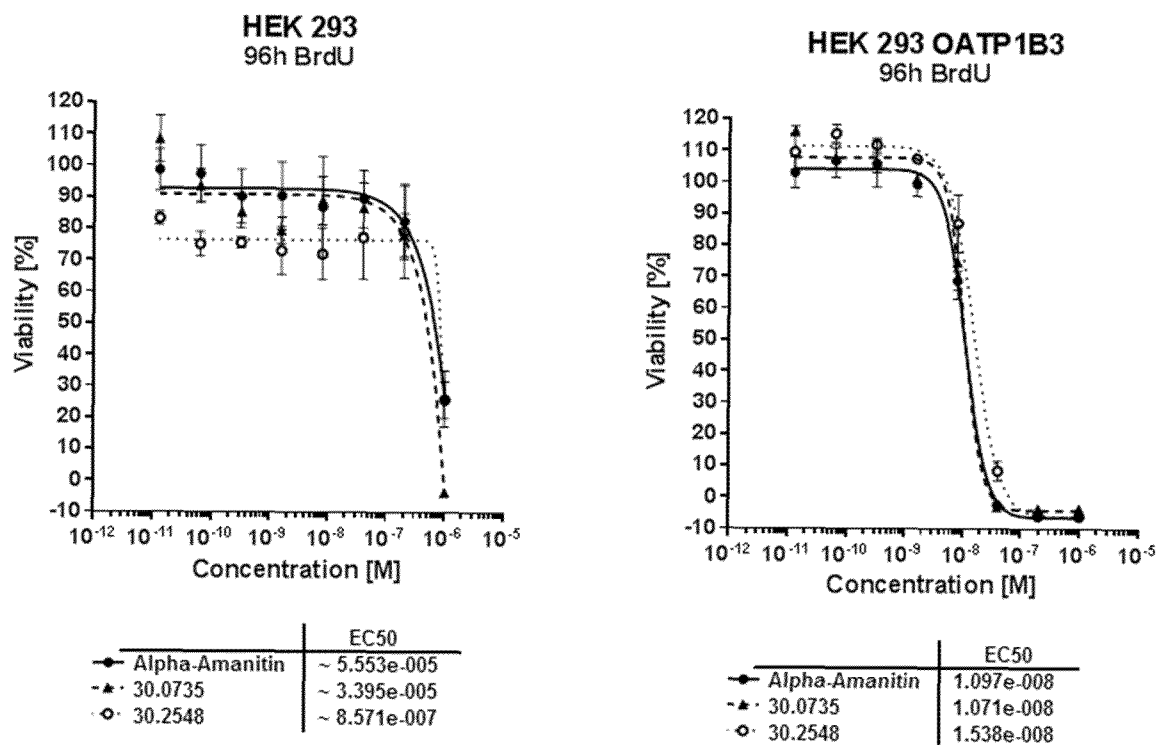 HEK 293
96h BrdU
Viability [%]
120
110
100
90
80
70
60
50
40
30
20
10
0
-10
10-12 10-11 10-10 10-9 10-8 10-7 10-6 10-5
Concentration [M]
EC50
Alpha-Amanitin ~ 5.553e-005
30.0735 ~ 3.395e-005
30.2548 ~ 8.571e-007
HEK 293 OATP1B3
96h BrdU
Viability [%]
120
110
100
90
80
70
60
50
40
30
20
10
0
-10
10-12 10-11 10-10 10-9 10-8 10-7 10-6 10-5
Concentration [M]
EC50
Alpha-Amanitin 1.097e-008
30.0735 1.071e-008
30.2548 1.538e-008